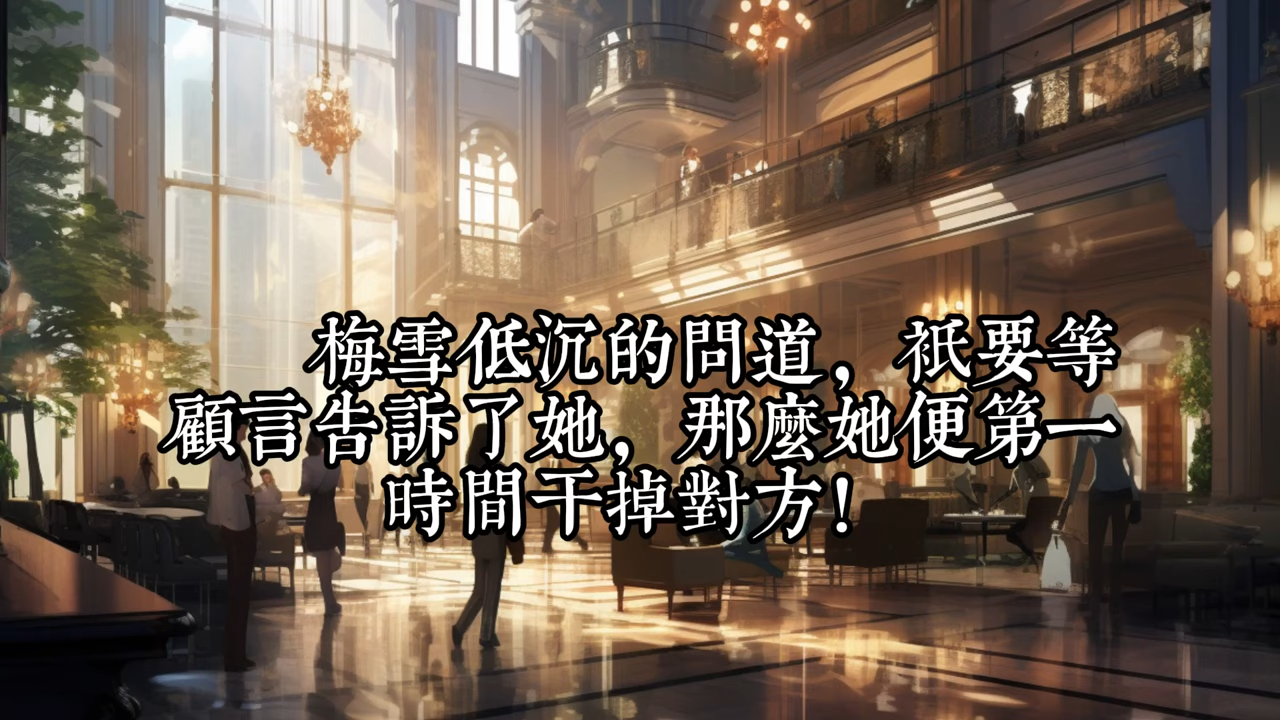 梅雪低沉的問道，祇要等
顧言告訴了她，那麼她便第一
時間干掉對方！